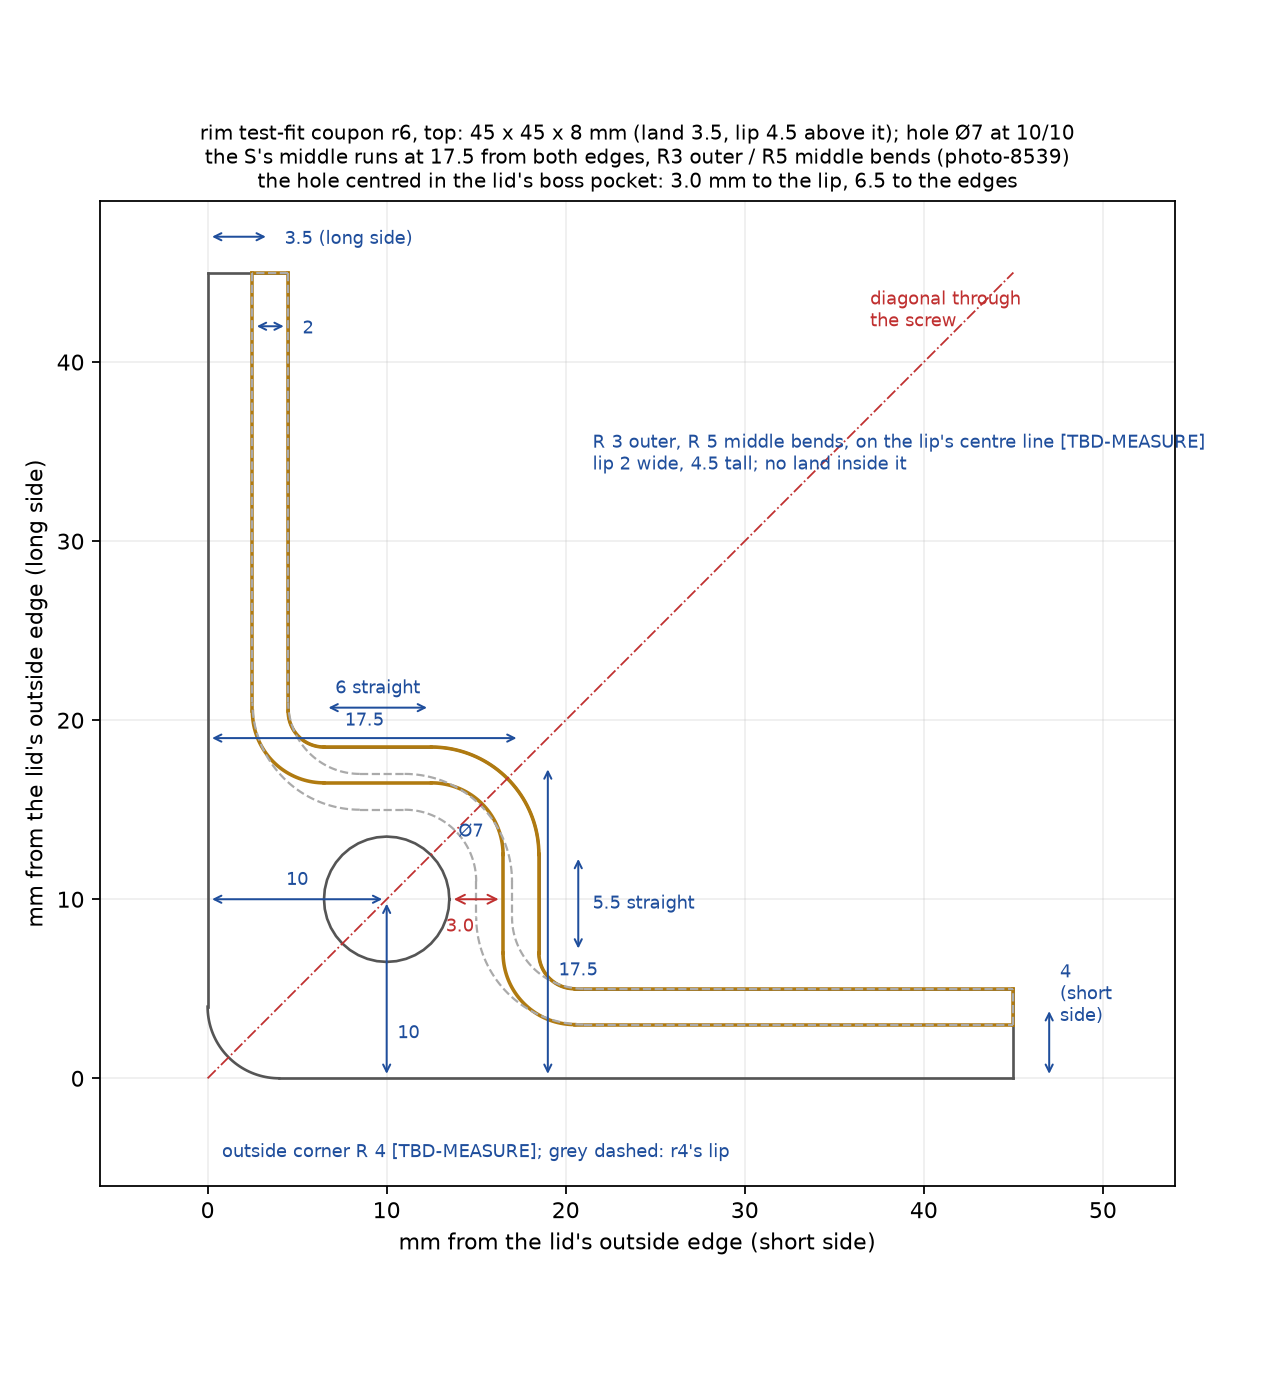 rim test-fit coupon r6, top: 45 x 45 x 8 mm (land 3.5, lip 4.5 above it); hole Ø7 at 10/10
the S's middle runs at 17.5 from both edges, R3 outer / R5 middle bends (photo-8539)
the hole centred in the lid's boss pocket: 3.0 mm to the lip, 6.5 to the edges
3.5 (long side)
diagonal through
the screw
2
40
R 3 outer, R 5 middle bends, on the lip's centre line [TBD-MEASURE]
lip 2 wide, 4.5 tall; no land inside it
30
6 straight
17.5
20
Ø7
10
10
5.5 straight
3.0
17.5
4
(short
side)
10
0
outside corner R 4 [TBD-MEASURE]; grey dashed: r4's lip
0
10
20
30
40
50
mm from the lid's outside edge (short side)
mm from the lid's outside edge (long side)